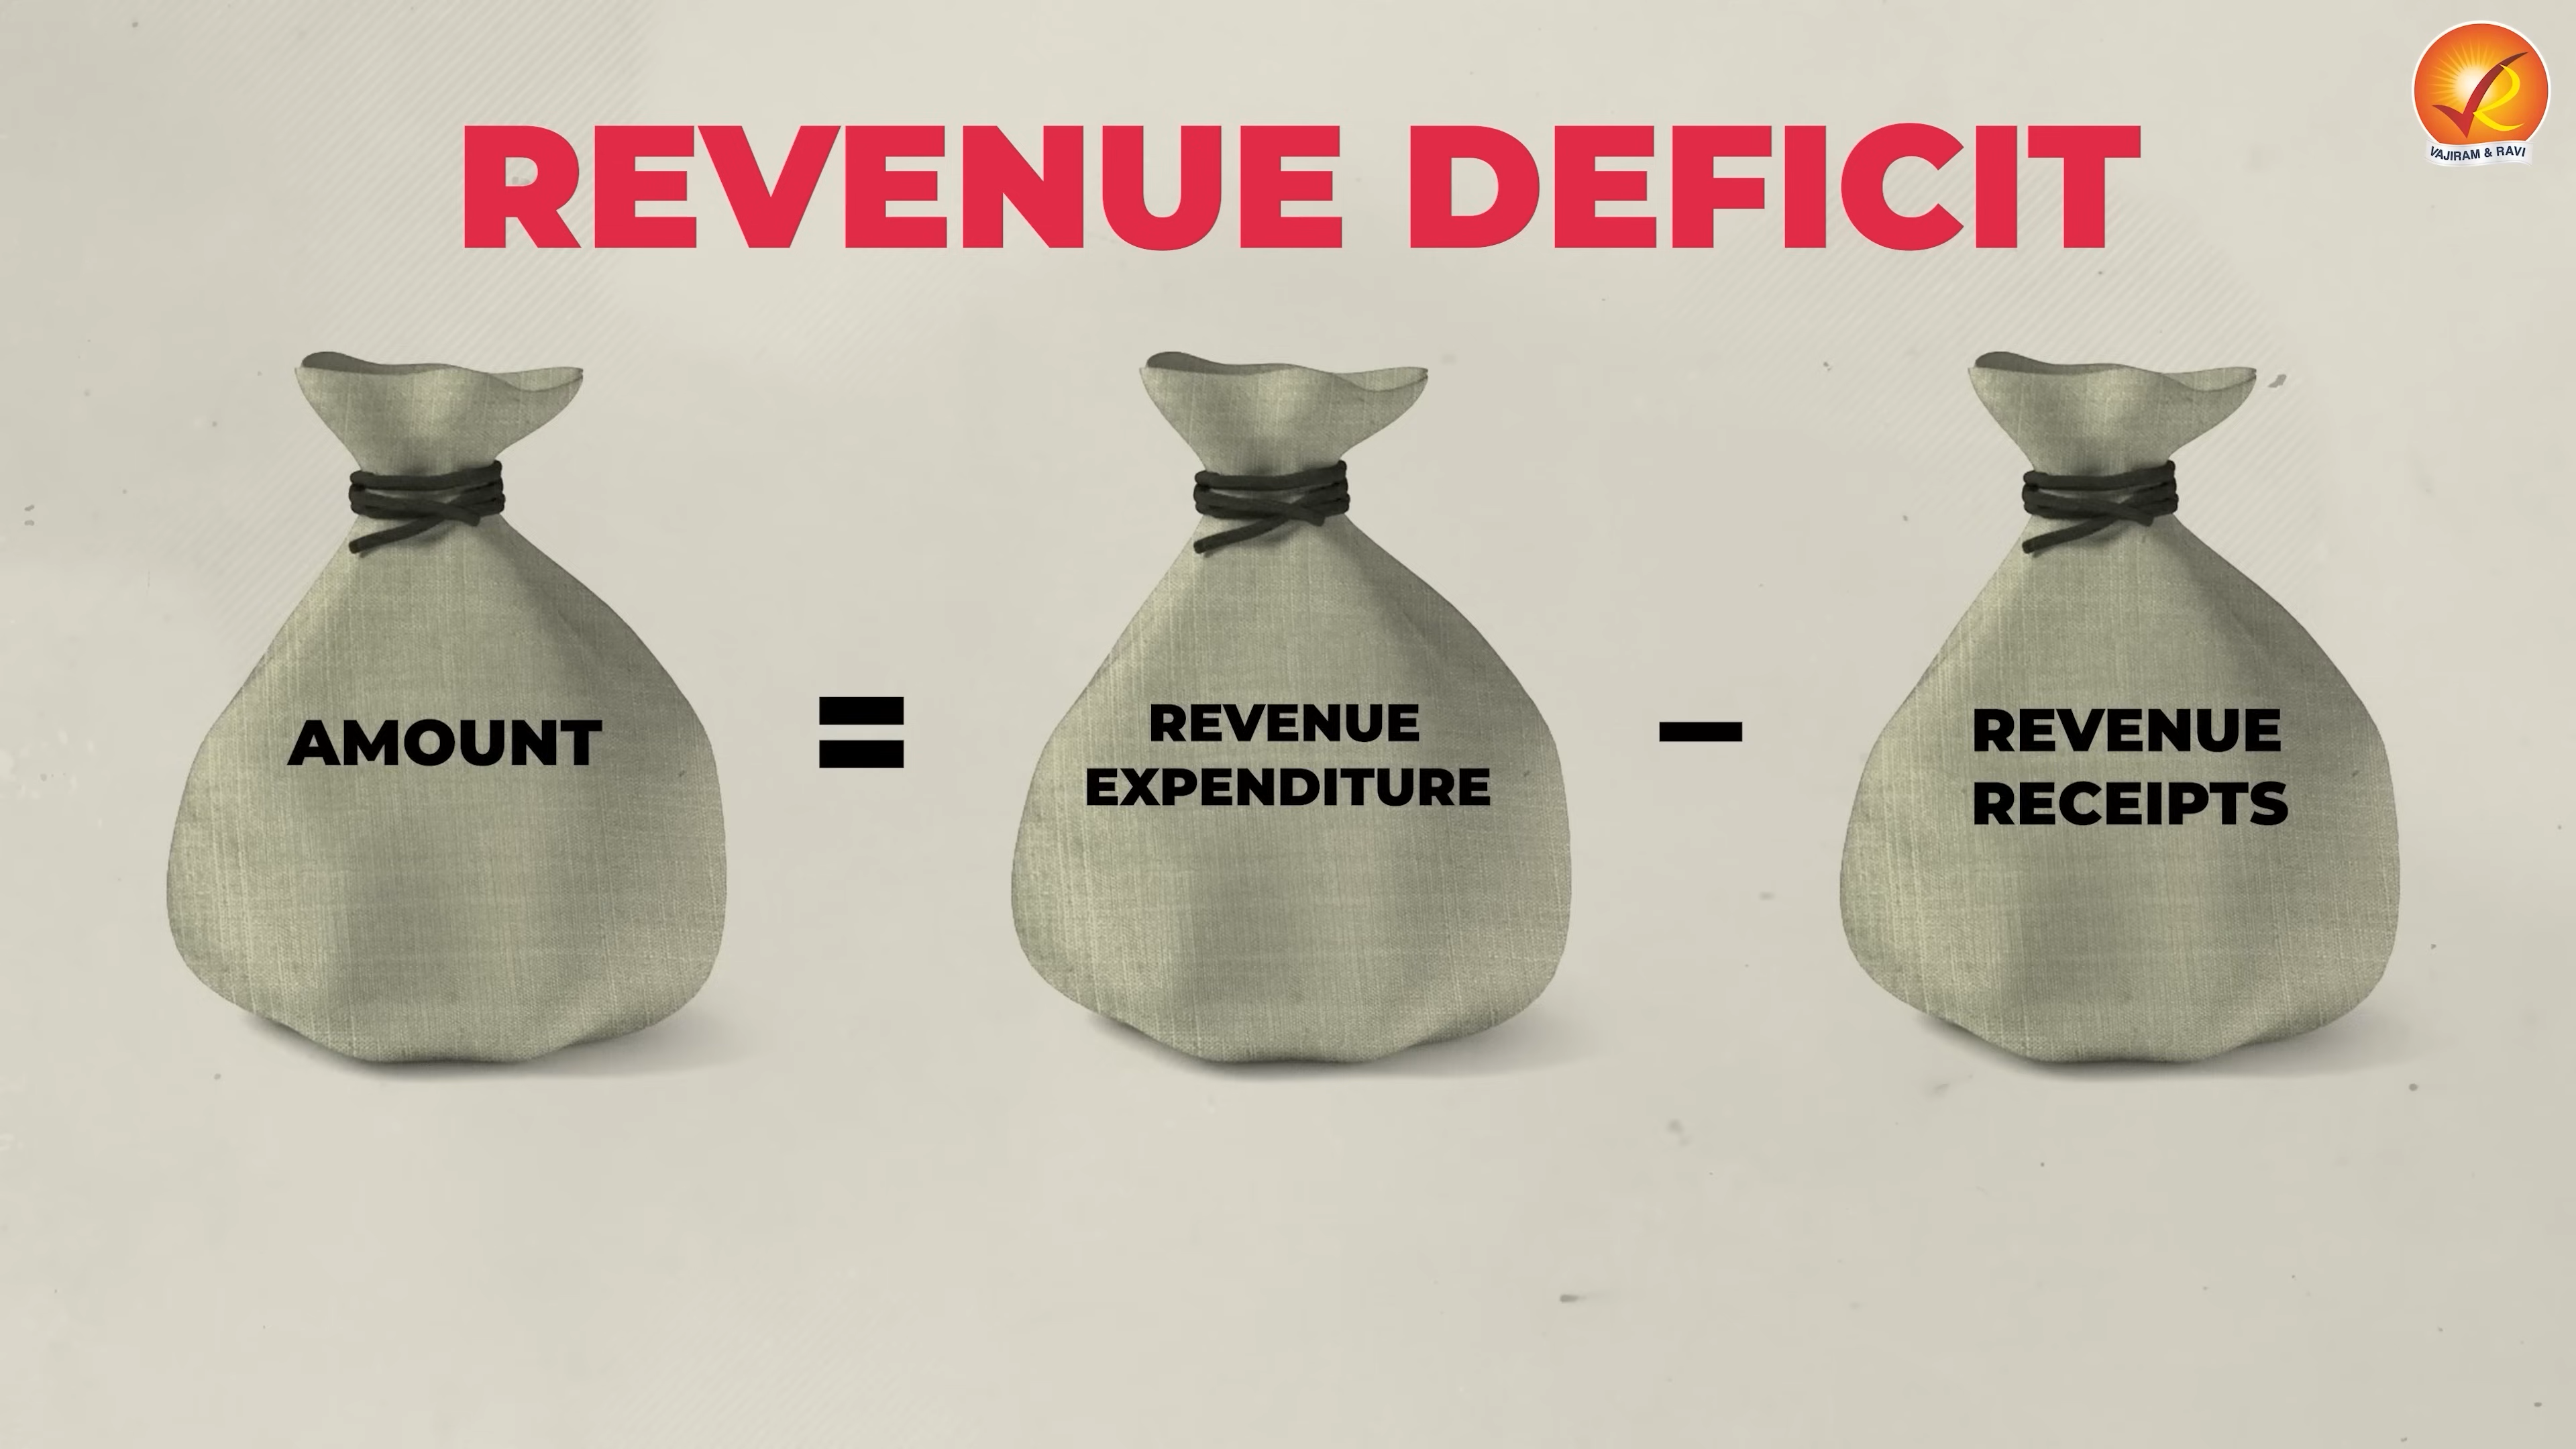 VAJIRAM & RAVI
REVENUE DEFICIT
AMOUNT
=
REVENUE
EXPENDITURE
–
REVENUE
RECEIPTS